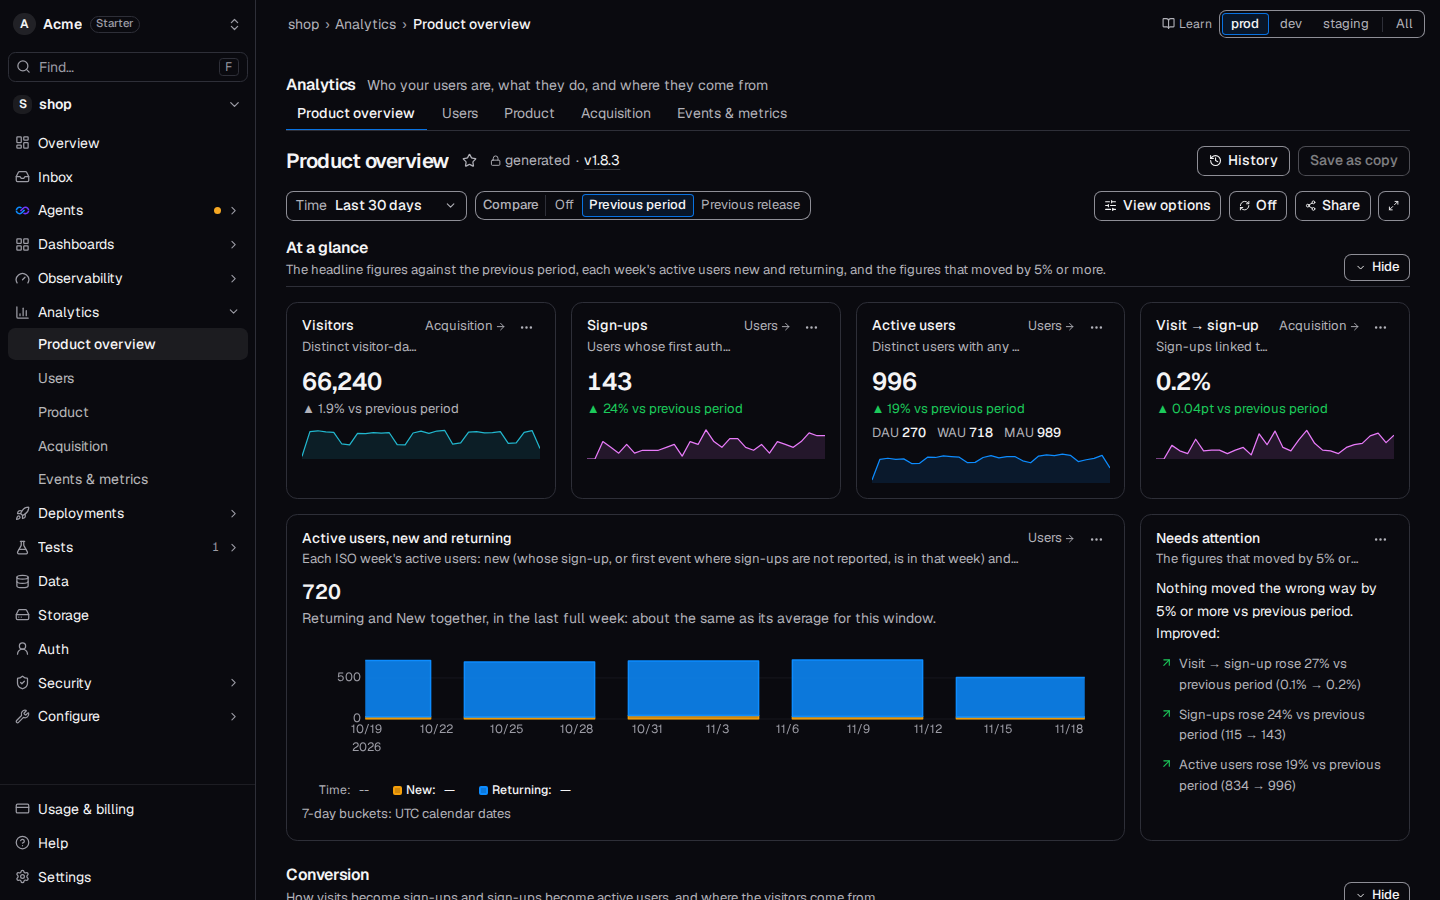 A Acme Starter
Find... F
S shop
Overview
Inbox
Agents
Dashboards
Observability
Analytics
Product overview
Users
Product
Acquisition
Events & metrics
Deployments
Tests 1
Data
Storage
Auth
Security
Configure
Usage & billing
Help
Settings
shop › Analytics › Product overview
Learn prod dev staging All
Analytics Who your users are, what they do, and where they come from
Product overview Users Product Acquisition Events & metrics
Product overview generated · v1.8.3 History Save as copy
Time Last 30 days Compare Off Previous period Previous release View options Off Share
At a glance
The headline figures against the previous period, each week's active users new and returning, and the figures that moved by 5% or more. Hide
Visitors Acquisition →
Distinct visitor-da...
66,240
▲ 1.9% vs previous period
Sign-ups Users →
Users whose first auth...
143
▲ 24% vs previous period
Active users Users →
Distinct users with any ...
996
▲ 19% vs previous period
DAU 270 WAU 718 MAU 989
Visit → sign-up Acquisition →
Sign-ups linked t...
0.2%
▲ 0.04pt vs previous period
Active users, new and returning Users →
Each ISO week's active users: new (whose sign-up, or first event where sign-ups are not reported, is in that week) and...
720
Returning and New together, in the last full week: about the same as its average for this window.
500
0
10/19 10/22 10/25 10/28 10/31 11/3 11/6 11/9 11/12 11/15 11/18
2026
Time: -- New: — Returning: —
7-day buckets: UTC calendar dates
Needs attention
The figures that moved by 5% or...
Nothing moved the wrong way by
5% or more vs previous period.
Improved:
Visit → sign-up rose 27% vs
previous period (0.1% → 0.2%)
Sign-ups rose 24% vs previous
period (115 → 143)
Active users rose 19% vs previous
period (834 → 996)
Conversion
How visits become sign-ups and sign-ups become active users, and where the visitors come from. Hide